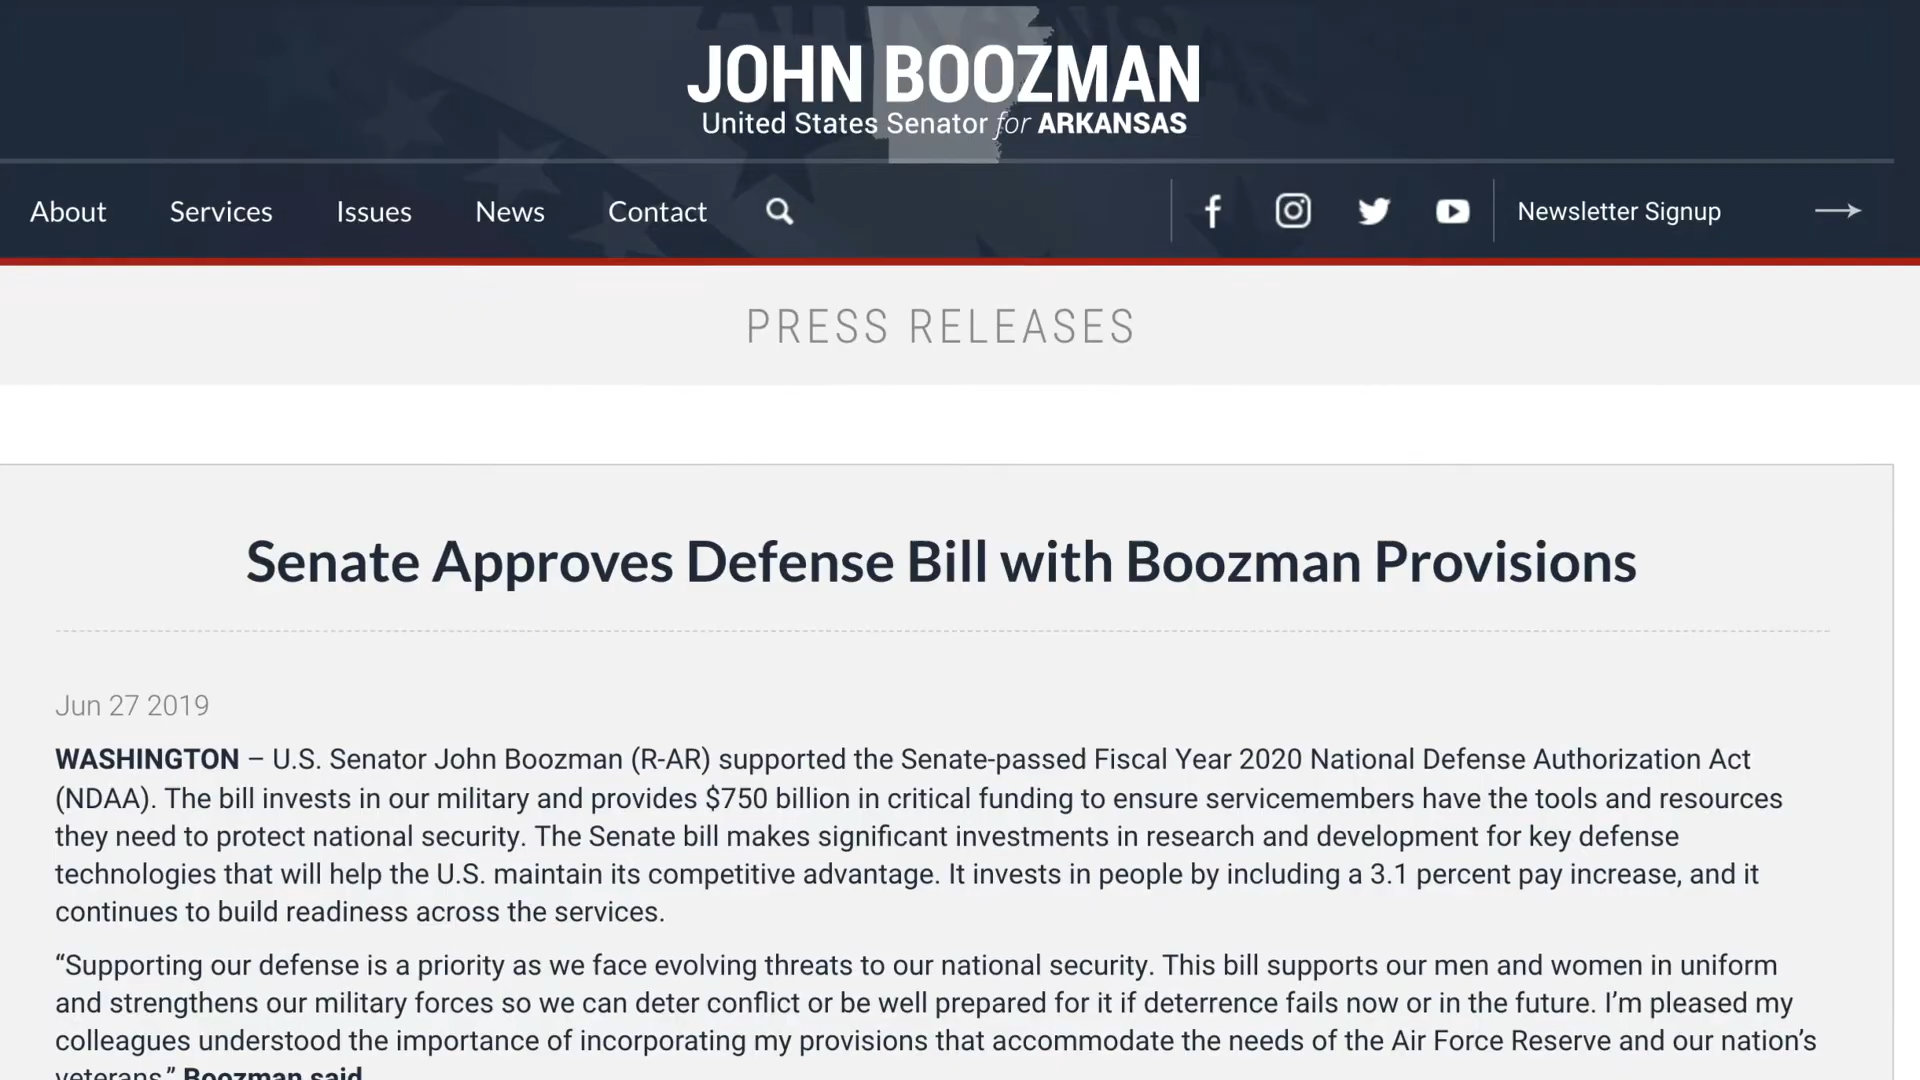 JOHN BOOZMAN
United States Senator for ARKANSAS
About Services Issues News Contact Newsletter Signup
PRESS RELEASES
Senate Approves Defense Bill with Boozman Provisions
Jun 27 2019
WASHINGTON – U.S. Senator John Boozman (R-AR) supported the Senate-passed Fiscal Year 2020 National Defense Authorization Act
(NDAA). The bill invests in our military and provides $750 billion in critical funding to ensure servicemembers have the tools and resources
they need to protect national security. The Senate bill makes significant investments in research and development for key defense
technologies that will help the U.S. maintain its competitive advantage. It invests in people by including a 3.1 percent pay increase, and it
continues to build readiness across the services.
“Supporting our defense is a priority as we face evolving threats to our national security. This bill supports our men and women in uniform
and strengthens our military forces so we can deter conflict or be well prepared for it if deterrence fails now or in the future. I’m pleased my
colleagues understood the importance of incorporating my provisions that accommodate the needs of the Air Force Reserve and our nation’s
veterans,” Boozman said.